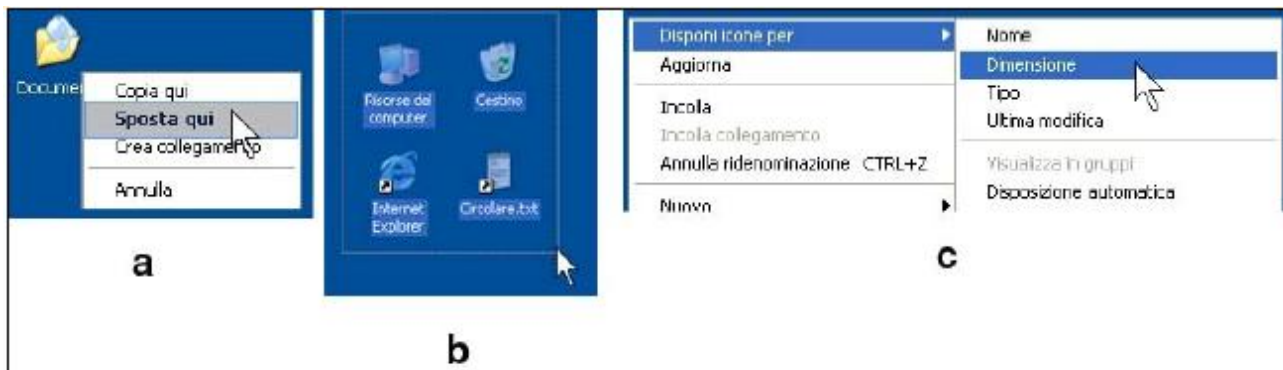 Docume
Copia qui
Sposta qui
Crea collegamento
Annulla
a
Risorse del
computer
Cestino
Internet
Explorer
Circolare.txt
b
Disponi icone per
Aggiorna
Incolla
Incolla collegamento
Annulla ridenominazione CTRL+Z
Nuovo
Nome
Dimensione
Tipo
Ultima modifica
Visualizza in gruppi
Disposizione automatica
c